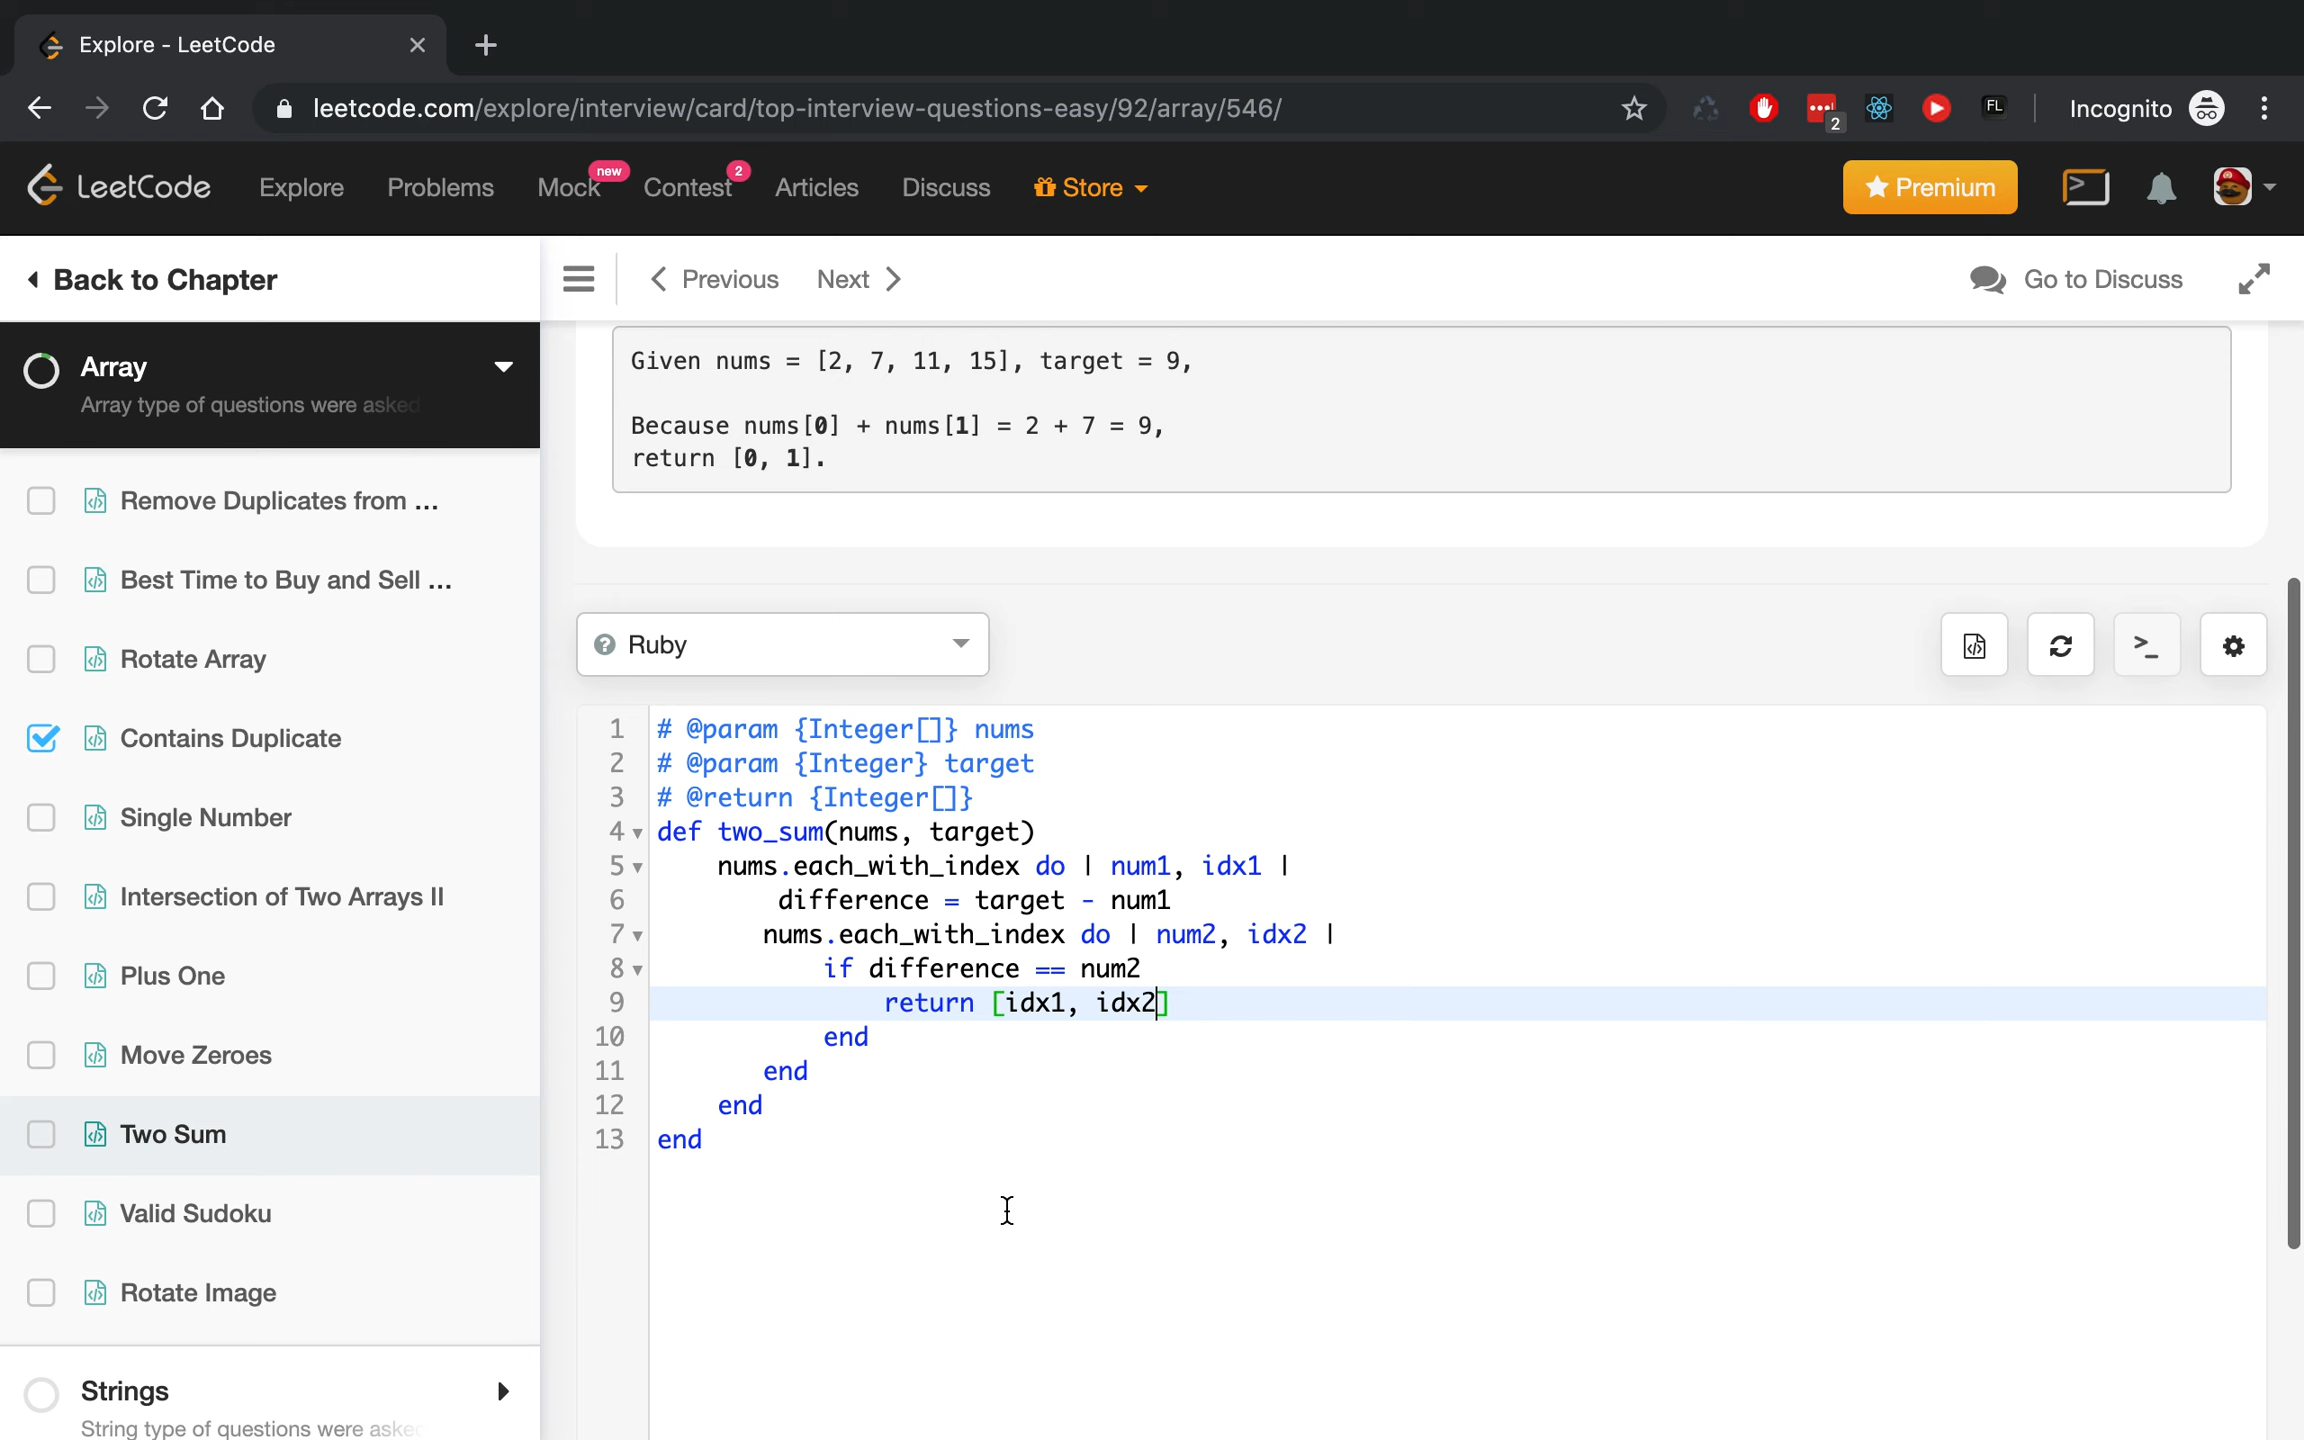 Explore - LeetCode
leetcode.com/explore/interview/card/top-interview-questions-easy/92/array/546/
2
FL
Incognito
LeetCode
Explore
Problems
Mock
new
Contest
2
Articles
Discuss
Store
Premium
Back to Chapter
Previous
Next
Go to Discuss
Array
Array type of questions were asked
Remove Duplicates from ...
Best Time to Buy and Sell ...
Rotate Array
Contains Duplicate
Single Number
Intersection of Two Arrays II
Plus One
Move Zeroes
Two Sum
Valid Sudoku
Rotate Image
Strings
String type of questions were aske
Given nums = [2, 7, 11, 15], target = 9,
Because nums[0] + nums[1] = 2 + 7 = 9,
return [0, 1].
Ruby
1 # @param {Integer[]} nums
2 # @param {Integer} target
3 # @return {Integer[]}
4 def two_sum(nums, target)
5 nums.each_with_index do | num1, idx1 |
6 difference = target - num1
7 nums.each_with_index do | num2, idx2 |
8 if difference == num2
9 return [idx1, idx2]
10 end
11 end
12 end
13 end